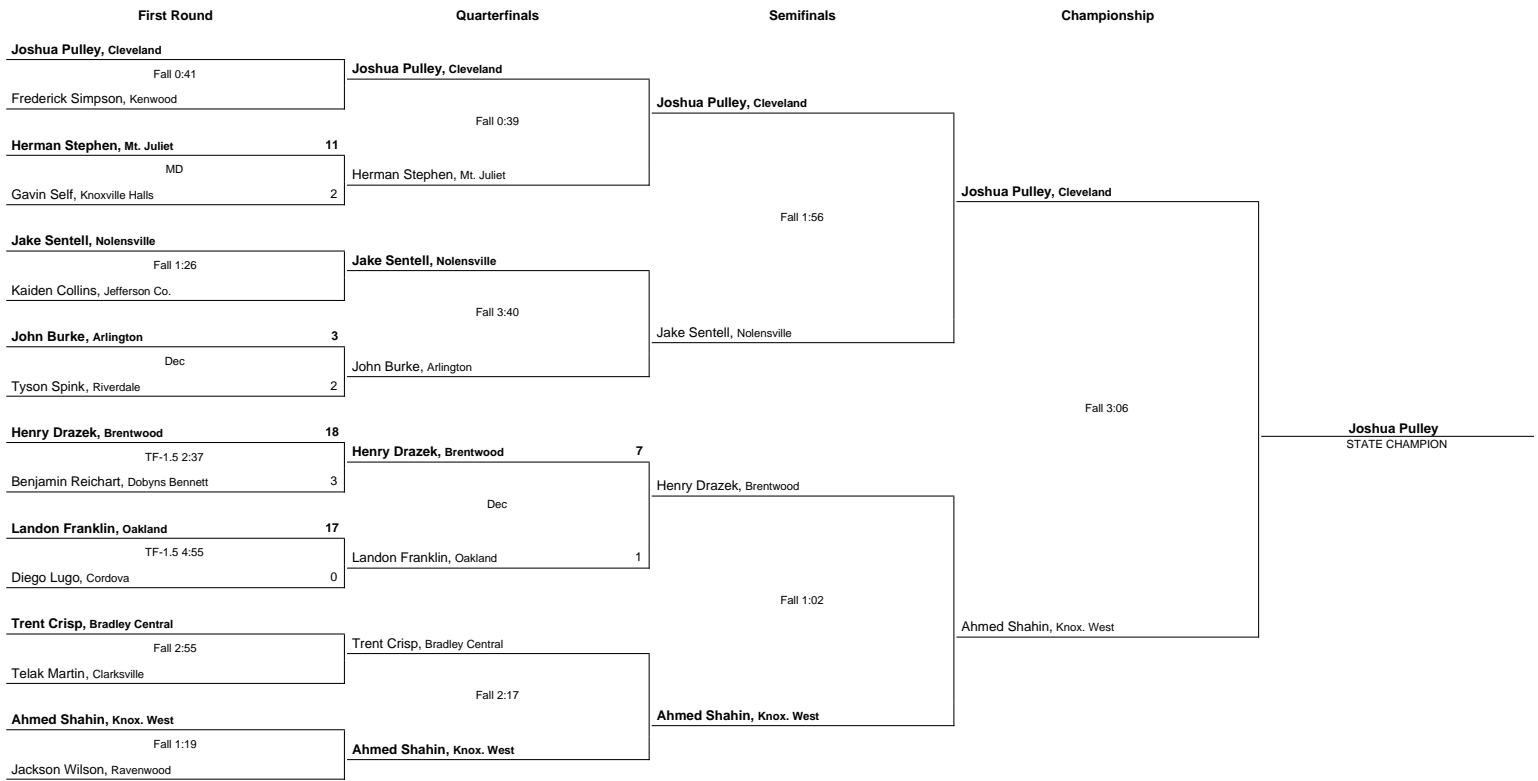 First Round
Quarterfinals
Semifinals
Championship
Joshua Pulley, Cleveland
Fall 0:41
Frederick Simpson, Kenwood
Herman Stephen, Mt. Juliet 11
MD
Gavin Self, Knoxville Halls 2
Jake Sentell, Nolensville
Fall 1:26
Kaiden Collins, Jefferson Co.
John Burke, Arlington 3
Dec
Tyson Spink, Riverdale 2
Henry Drazek, Brentwood 18
TF-1.5 2:37
Benjamin Reichart, Dobyns Bennett 3
Landon Franklin, Oakland 17
TF-1.5 4:55
Diego Lugo, Cordova 0
Trent Crisp, Bradley Central
Fall 2:55
Telak Martin, Clarksville
Ahmed Shahin, Knox. West
Fall 1:19
Jackson Wilson, Ravenwood
Joshua Pulley, Cleveland
Fall 0:39
Herman Stephen, Mt. Juliet
Jake Sentell, Nolensville
Fall 3:40
John Burke, Arlington
Henry Drazek, Brentwood 7
Dec
Landon Franklin, Oakland 1
Trent Crisp, Bradley Central
Fall 2:17
Ahmed Shahin, Knox. West
Joshua Pulley, Cleveland
Fall 1:56
Jake Sentell, Nolensville
Henry Drazek, Brentwood
Fall 1:02
Ahmed Shahin, Knox. West
Joshua Pulley, Cleveland
Fall 3:06
Ahmed Shahin, Knox. West
Joshua Pulley
STATE CHAMPION